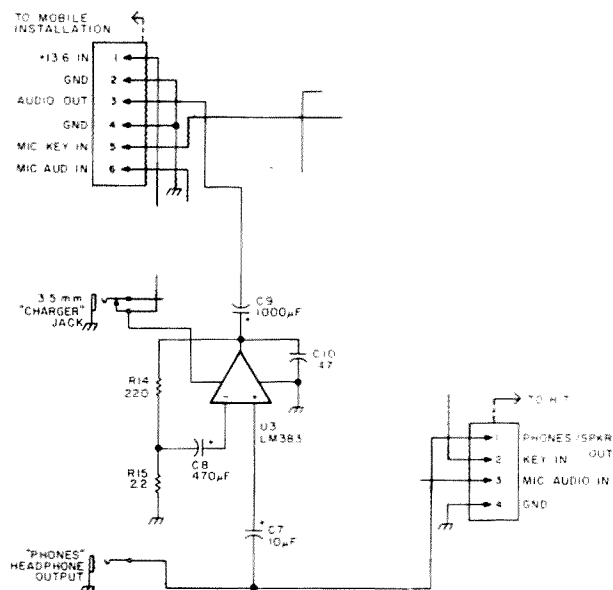 TO MOBILE
INSTALLATION
+13.6 IN 1
GND 2
AUDIO OUT 3
GND 4
MIC KEY IN 5
MIC AUD IN 6
3.5 mm
"CHARGER"
JACK
C9
1000µF
+
C10
.47
R14
220
- +
U3
LM383
+
C8
470µF
R15
2.2
+
C7
10µF
"PHONES"
HEADPHONE
OUTPUT
TO H.T.
1 PHONES/SPKR
OUT
2 KEY IN
3 MIC AUDIO IN
4 GND